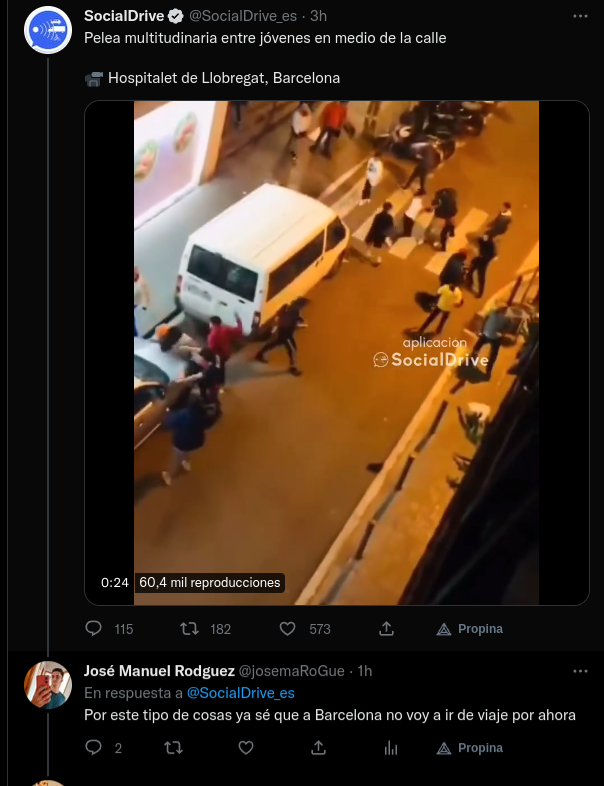 SocialDrive @SocialDrive_es · 3h
Pelea multitudinaria entre jóvenes en medio de la calle
Hospitalet de Llobregat, Barcelona
aplicación
SocialDrive
0:24 60,4 mil reproducciones
115 182 573 Propina
José Manuel Rodguez @josemaRoGue · 1h
En respuesta a @SocialDrive_es
Por este tipo de cosas ya sé que a Barcelona no voy a ir de viaje por ahora
2 Propina